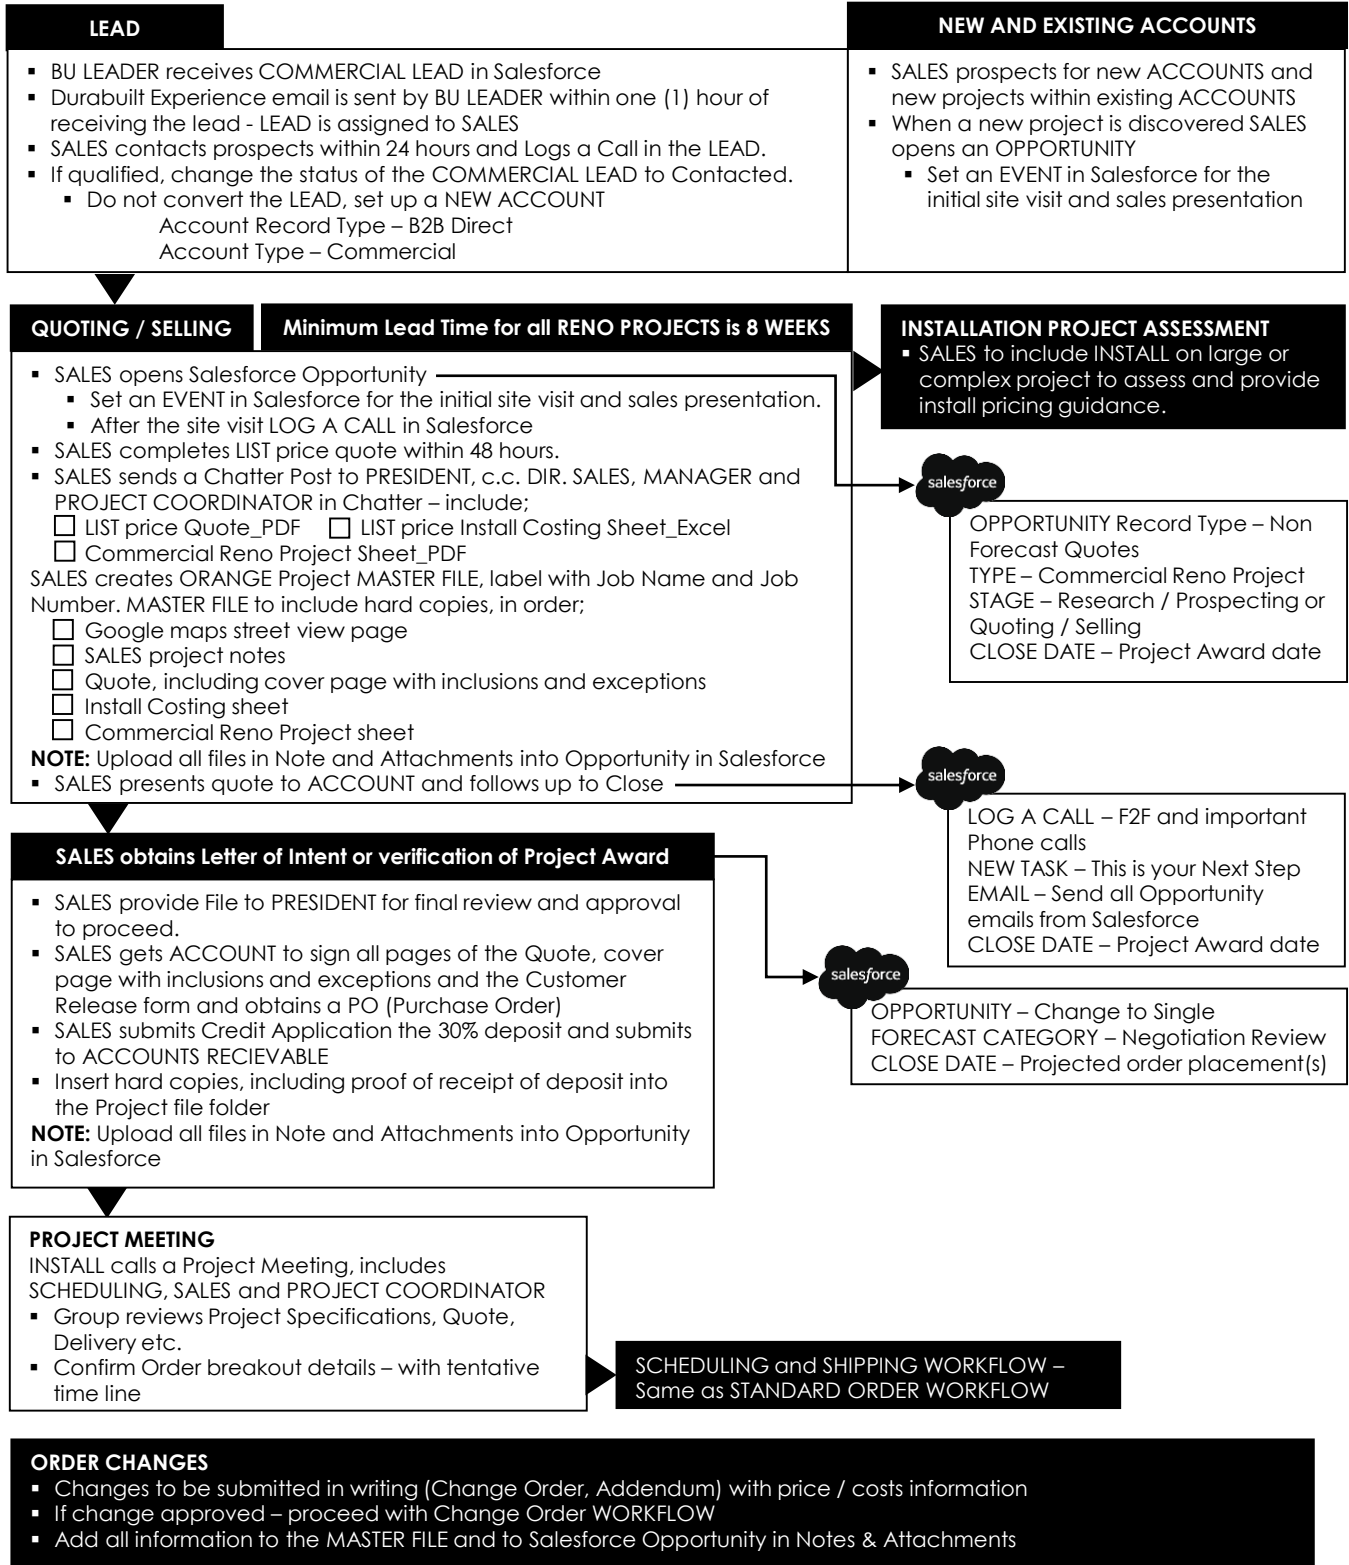 LEAD
▪ BU LEADER receives COMMERCIAL LEAD in Salesforce
▪ Durabuilt Experience email is sent by BU LEADER within one (1) hour of
receiving the lead - LEAD is assigned to SALES
▪ SALES contacts prospects within 24 hours and Logs a Call in the LEAD.
▪ If qualified, change the status of the COMMERCIAL LEAD to Contacted.
▪ Do not convert the LEAD, set up a NEW ACCOUNT
Account Record Type – B2B Direct
Account Type – Commercial
NEW AND EXISTING ACCOUNTS
▪ SALES prospects for new ACCOUNTS and
new projects within existing ACCOUNTS
▪ When a new project is discovered SALES
opens an OPPORTUNITY
▪ Set an EVENT in Salesforce for the
initial site visit and sales presentation
QUOTING / SELLING
Minimum Lead Time for all RENO PROJECTS is 8 WEEKS
▪ SALES opens Salesforce Opportunity
▪ Set an EVENT in Salesforce for the initial site visit and sales presentation.
▪ After the site visit LOG A CALL in Salesforce
▪ SALES completes LIST price quote within 48 hours.
▪ SALES sends a Chatter Post to PRESIDENT, c.c. DIR. SALES, MANAGER and
PROJECT COORDINATOR in Chatter – include;
☐ LIST price Quote_PDF ☐ LIST price Install Costing Sheet_Excel
☐ Commercial Reno Project Sheet_PDF
SALES creates ORANGE Project MASTER FILE, label with Job Name and Job
Number. MASTER FILE to include hard copies, in order;
☐ Google maps street view page
☐ SALES project notes
☐ Quote, including cover page with inclusions and exceptions
☐ Install Costing sheet
☐ Commercial Reno Project sheet
NOTE: Upload all files in Note and Attachments into Opportunity in Salesforce
▪ SALES presents quote to ACCOUNT and follows up to Close
INSTALLATION PROJECT ASSESSMENT
▪ SALES to include INSTALL on large or
complex project to assess and provide
install pricing guidance.
salesforce
OPPORTUNITY Record Type – Non
Forecast Quotes
TYPE – Commercial Reno Project
STAGE – Research / Prospecting or
Quoting / Selling
CLOSE DATE – Project Award date
salesforce
LOG A CALL – F2F and important
Phone calls
NEW TASK – This is your Next Step
EMAIL – Send all Opportunity
emails from Salesforce
CLOSE DATE – Project Award date
SALES obtains Letter of Intent or verification of Project Award
▪ SALES provide File to PRESIDENT for final review and approval
to proceed.
▪ SALES gets ACCOUNT to sign all pages of the Quote, cover
page with inclusions and exceptions and the Customer
Release form and obtains a PO (Purchase Order)
▪ SALES submits Credit Application the 30% deposit and submits
to ACCOUNTS RECIEVABLE
▪ Insert hard copies, including proof of receipt of deposit into
the Project file folder
NOTE: Upload all files in Note and Attachments into Opportunity
in Salesforce
salesforce
OPPORTUNITY – Change to Single
FORECAST CATEGORY – Negotiation Review
CLOSE DATE – Projected order placement(s)
PROJECT MEETING
INSTALL calls a Project Meeting, includes
SCHEDULING, SALES and PROJECT COORDINATOR
▪ Group reviews Project Specifications, Quote,
Delivery etc.
▪ Confirm Order breakout details – with tentative
time line
SCHEDULING and SHIPPING WORKFLOW –
Same as STANDARD ORDER WORKFLOW
ORDER CHANGES
▪ Changes to be submitted in writing (Change Order, Addendum) with price / costs information
▪ If change approved – proceed with Change Order WORKFLOW
▪ Add all information to the MASTER FILE and to Salesforce Opportunity in Notes & Attachments